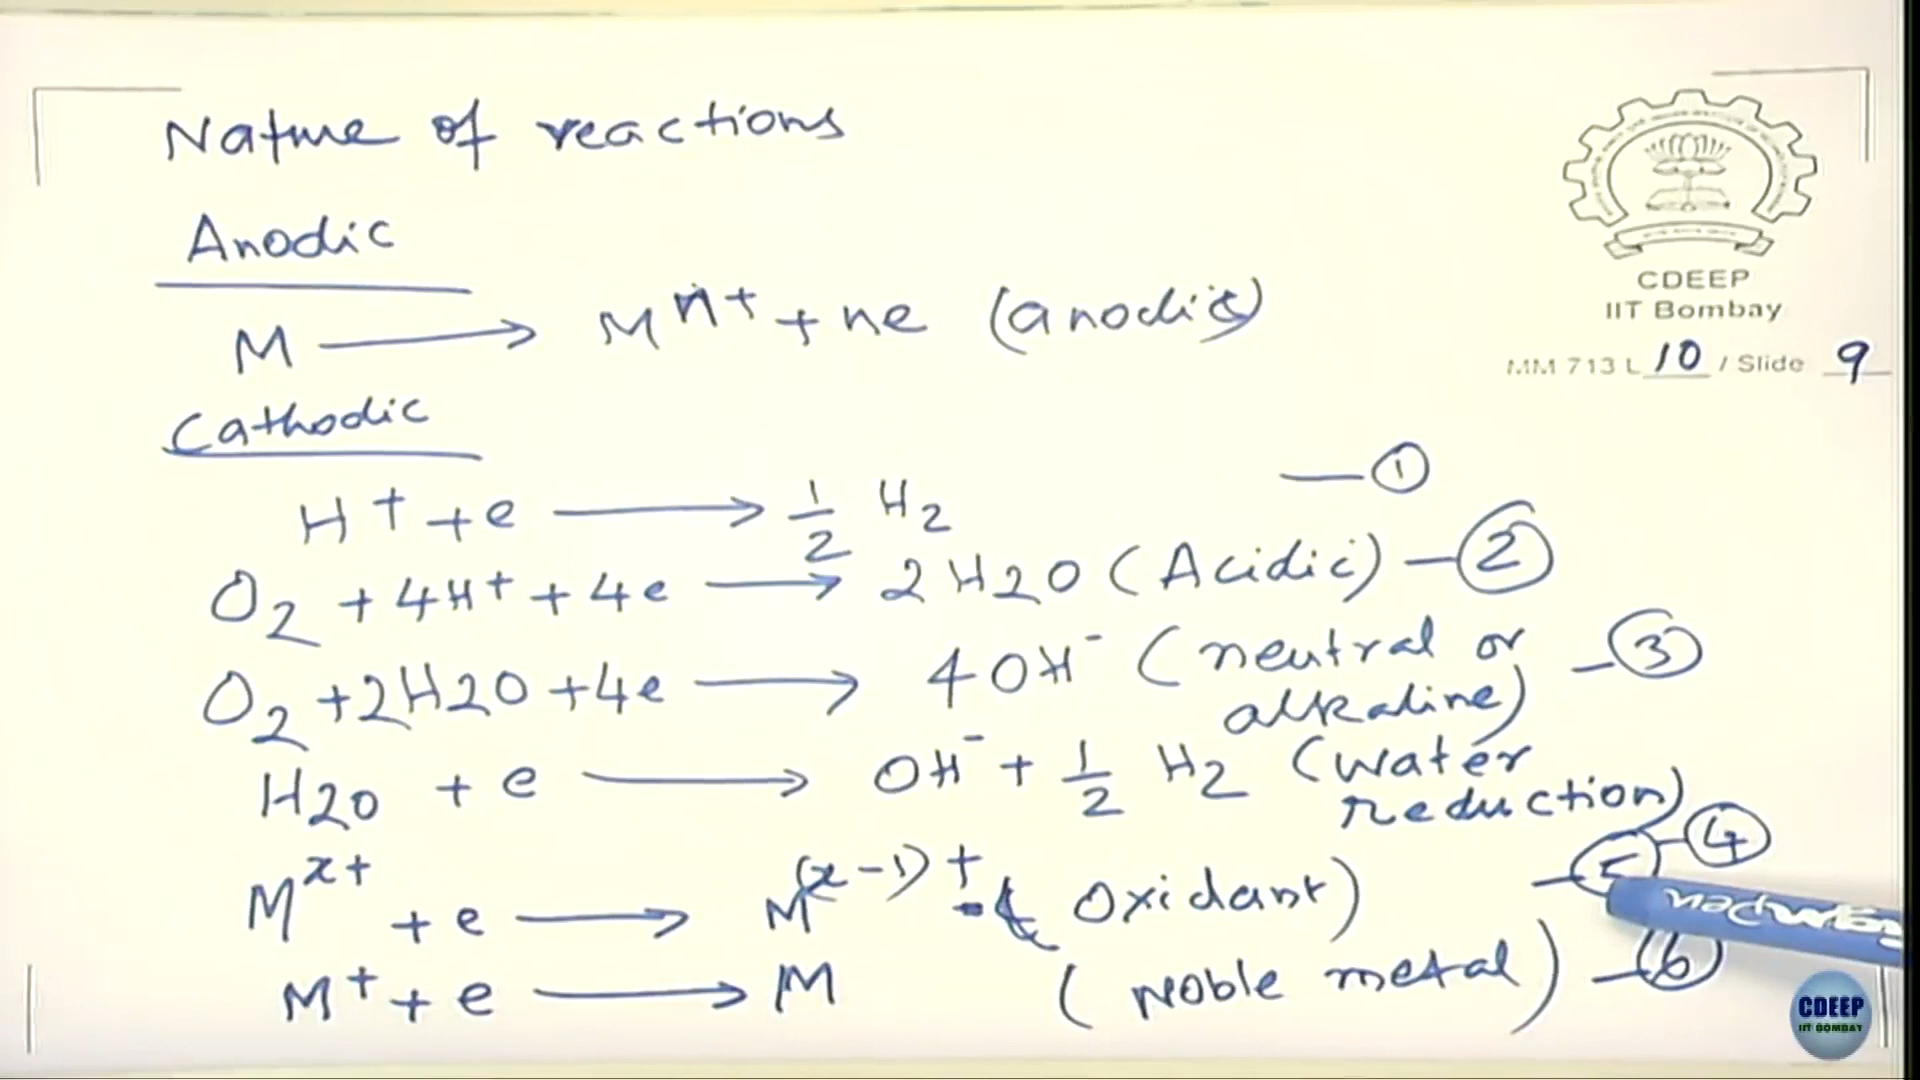 Nature of reactions
Anodic
M ⟶ Mⁿ⁺ + ne (anodic)
Cathodic
H⁺ + e ⟶ 1/2 H₂ —①
O₂ + 4H⁺ + 4e ⟶ 2H2O (Acidic) —②
O₂ + 2H2O + 4e ⟶ 4OH⁻ (neutral or alkaline) —③
H2O + e ⟶ OH⁻ + 1/2 H₂ (water reduction) —④
Mˣ⁺ + e ⟶ M⁽ˣ⁻¹⁾⁺ (Oxidant) —⑤
M⁺ + e ⟶ M (Noble metal) —⑥
CDEEP
IIT Bombay
MM 713 L 10 / Slide 9
CDEEP
IIT BOMBAY